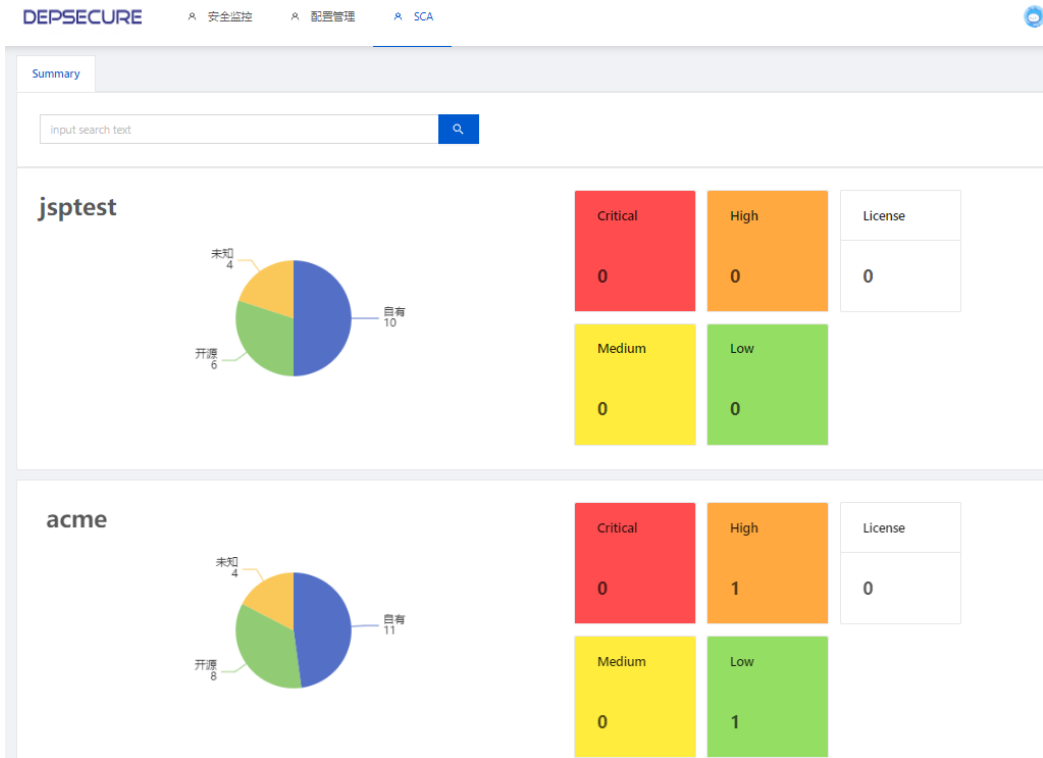 DEPSECURE 安全监控 配置管理 SCA
Summary
input search text
jsptest
未知
4
自有
10
开源
6
Critical High License
0 0 0
Medium Low
0 0
acme
未知
4
自有
11
开源
8
Critical High License
0 1 0
Medium Low
0 1